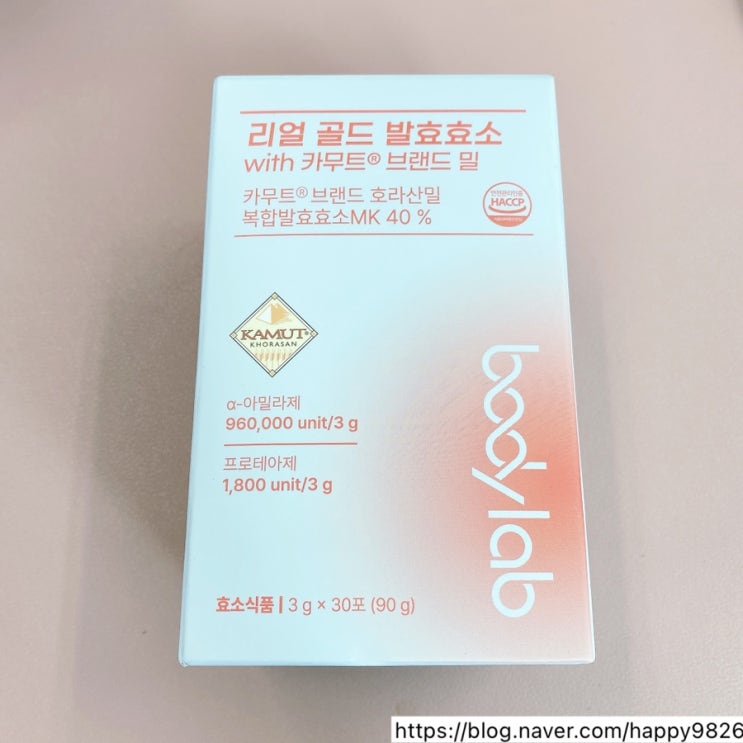 리얼 골드 발효효소
with 카무트® 브랜드 밀
카무트® 브랜드 호라산밀
복합발효효소MK 40 %
HACCP
KAMUT®
KHORASAN
α-아밀라제
960,000 unit/3 g
프로테아제
1,800 unit/3 g
bodylab
효소식품 | 3 g × 30포 (90 g)
https://blog.naver.com/happy9826